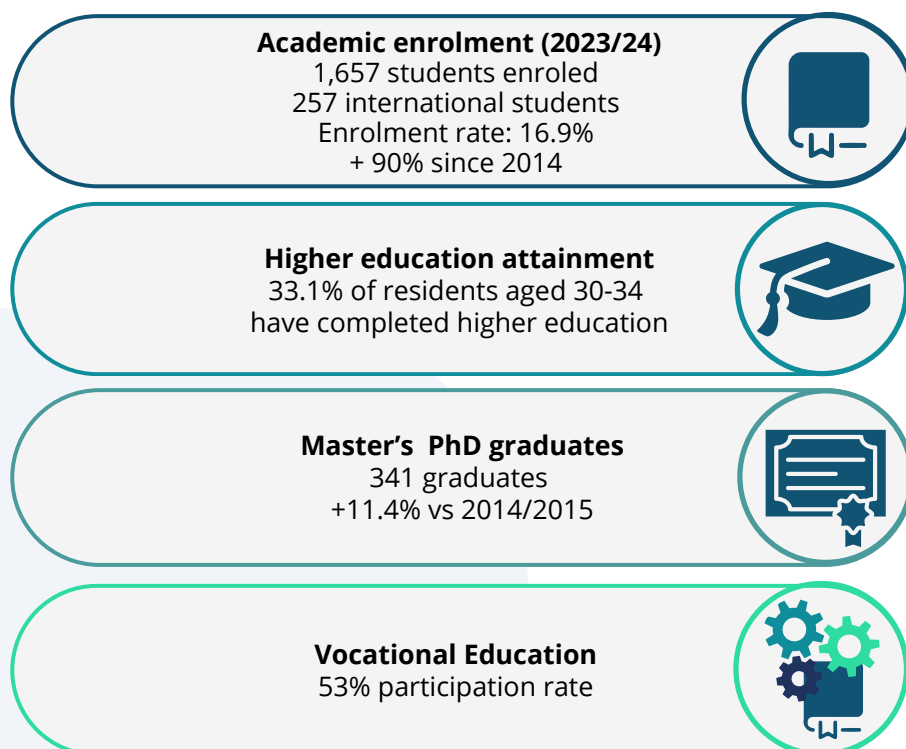 Academic enrolment (2023/24)
1,657 students enroled
257 international students
Enrolment rate: 16.9%
+ 90% since 2014
Higher education attainment
33.1% of residents aged 30-34
have completed higher education
Master’s  PhD graduates
341 graduates
+11.4% vs 2014/2015
Vocational Education
53% participation rate